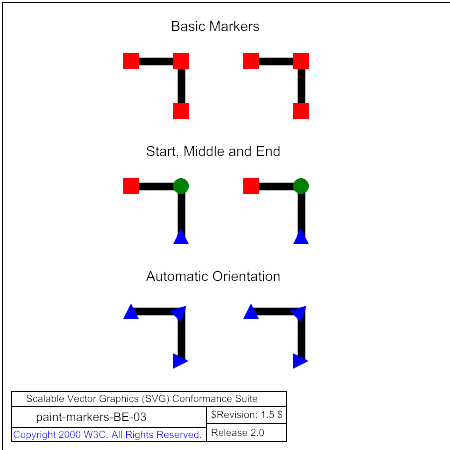 Basic Markers
Start, Middle and End
Automatic Orientation
Scalable Vector Graphics (SVG) Conformance Suite
paint-markers-BE-03
$Revision: 1.5 $
Copyright 2000 W3C. All Rights Reserved.
Release 2.0